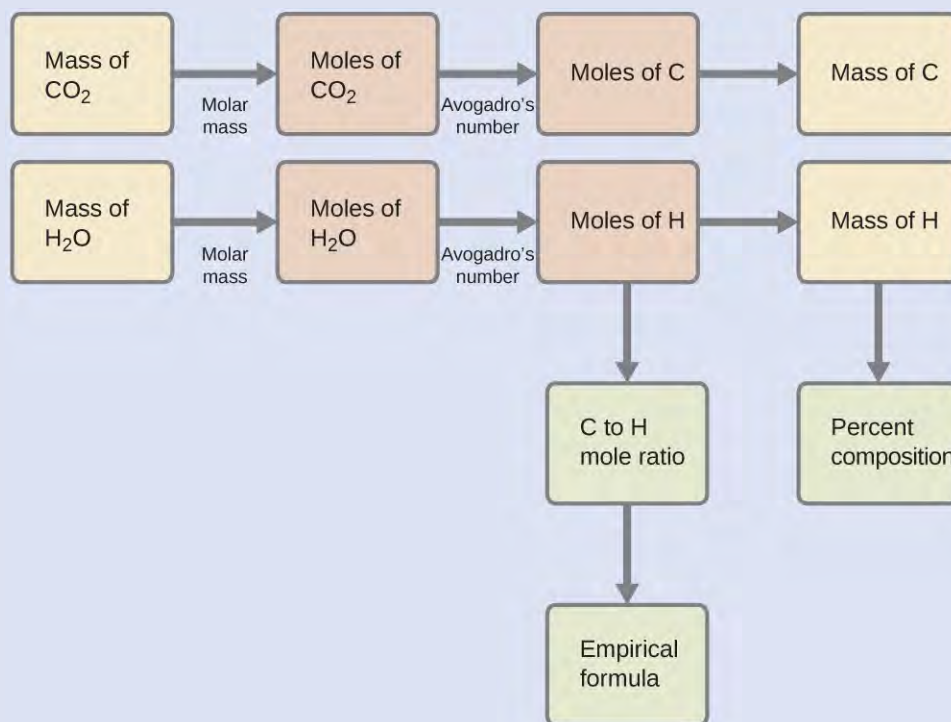 Mass of
CO₂
Molar
mass
Moles of
CO₂
Avogadro's
number
Moles of C
Mass of C
Mass of
H₂O
Molar
mass
Moles of
H₂O
Avogadro's
number
Moles of H
Mass of H
C to H
mole ratio
Percent
composition
Empirical
formula